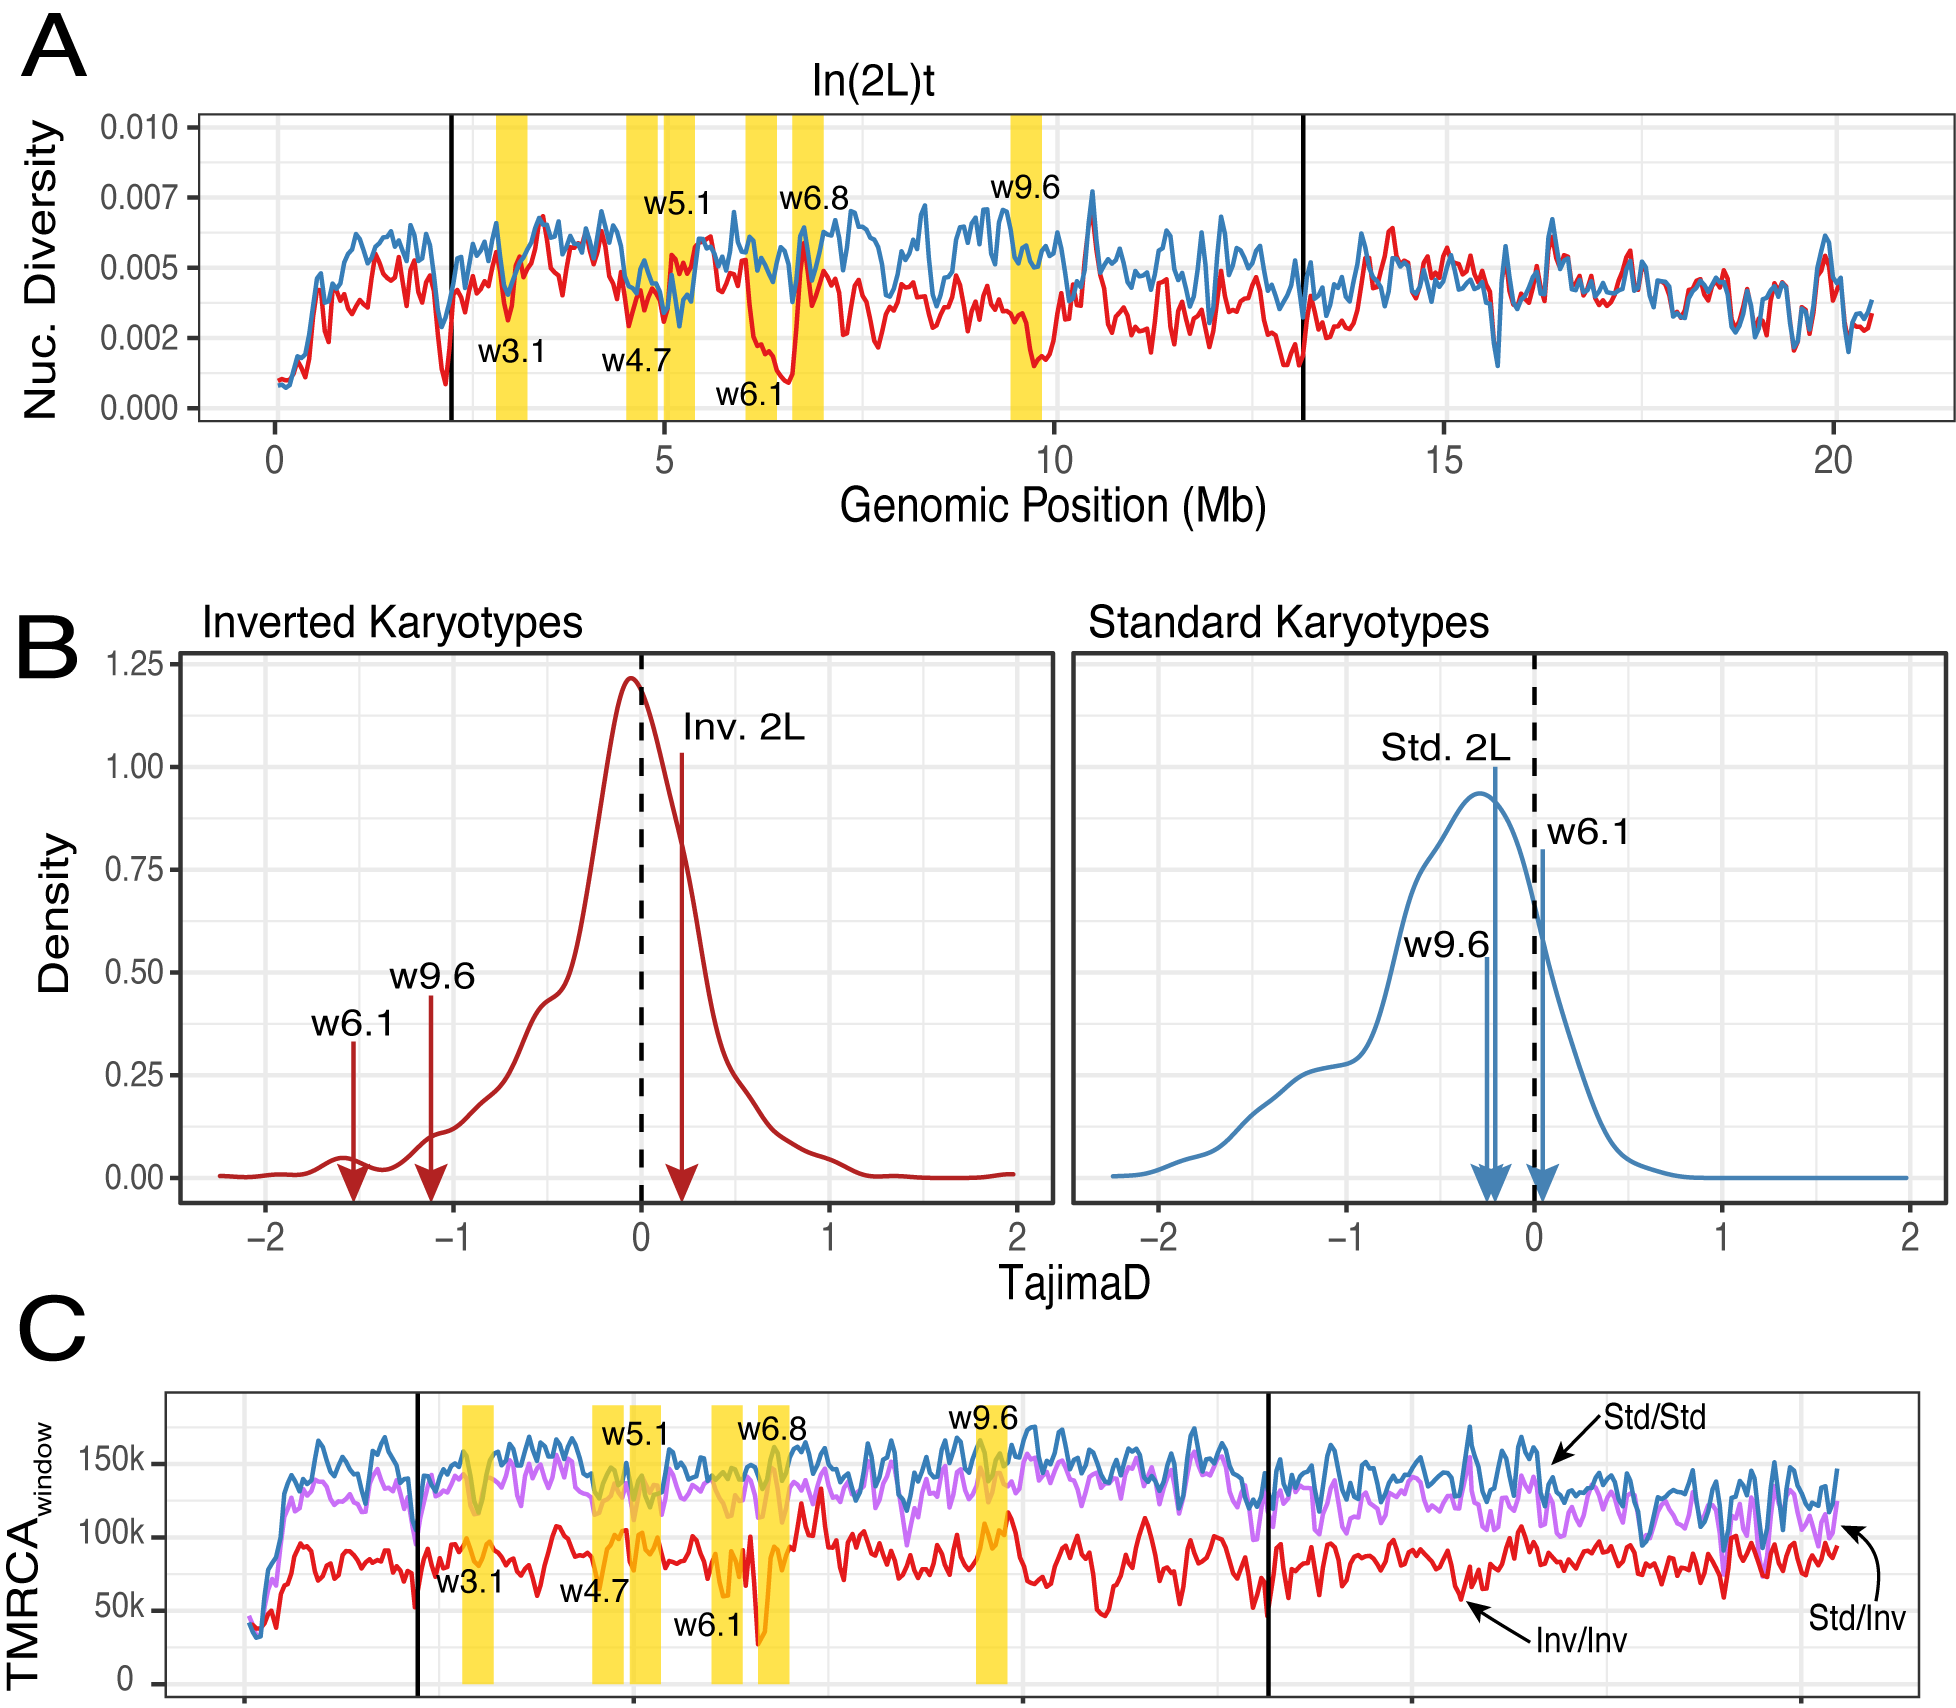 A
In(2L)t
Nuc. Diversity
0.010
0.007
0.005
0.002
0.000
w3.1
w4.7
w5.1
w6.1
w6.8
w9.6
0
5
10
15
20
Genomic Position (Mb)
B
Inverted Karyotypes
Standard Karyotypes
Density
1.25
1.00
0.75
0.50
0.25
0.00
Inv. 2L
w9.6
w6.1
Std. 2L
w6.1
w9.6
−2
−1
0
1
2
−2
−1
0
1
2
TajimaD
C
TMRCAwindow
150k
100k
50k
0
w3.1
w4.7
w5.1
w6.1
w6.8
w9.6
Std/Std
Std/Inv
Inv/Inv